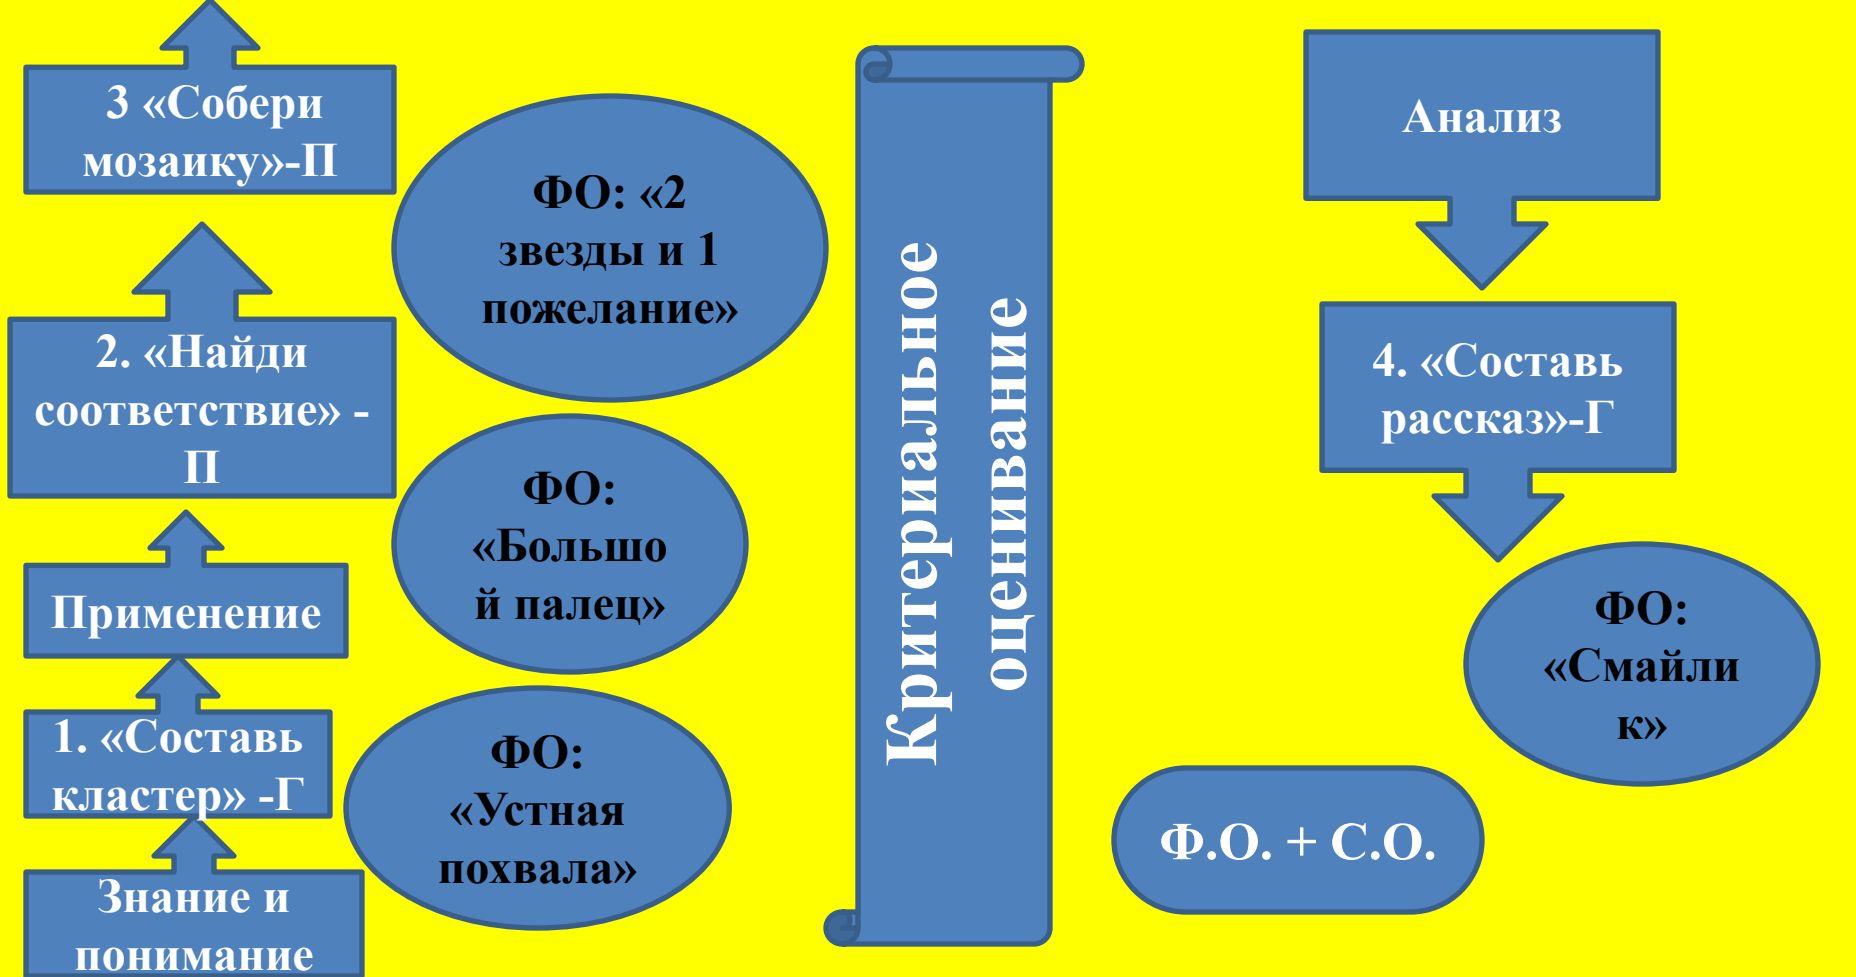 3 «Собери
мозаику»-П
2. «Найди
соответствие» -
П
Применение
1. «Составь
кластер» -Г
Знание и
понимание
ФО: «2
звезды и 1
пожелание»
ФО:
«Большо
й палец»
ФО:
«Устная
похвала»
Критериальное
оценивание
Анализ
4. «Составь
рассказ»-Г
ФО:
«Смайли
к»
Ф.О. + С.О.